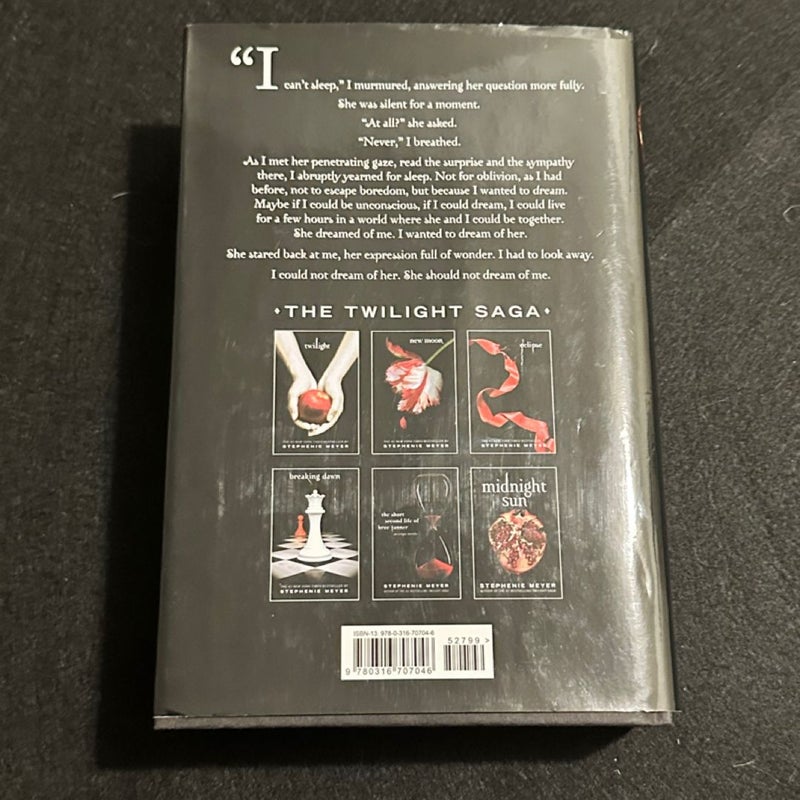 “I can't sleep,” I murmured, answering her question more fully.
She was silent for a moment.
“At all?” she asked.
“Never,” I breathed.
As I met her penetrating gaze, read the surprise and the sympathy
there, I abruptly yearned for sleep. Not for oblivion, as I had
before, not to escape boredom, but because I wanted to dream.
Maybe if I could be unconscious, if I could dream, I could live
for a few hours in a world where she and I could be together.
She dreamed of me. I wanted to dream of her.
She stared back at me, her expression full of wonder. I had to look away.
I could not dream of her. She should not dream of me.
THE TWILIGHT SAGA
twilight
STEPHENIE MEYER
new moon
STEPHENIE MEYER
eclipse
STEPHENIE MEYER
breaking dawn
STEPHENIE MEYER
the short
second life of
bree tanner
STEPHENIE MEYER
midnight
sun
STEPHENIE MEYER
ISBN-13: 978-0-316-70704-6
52799 >
9 780316 707046